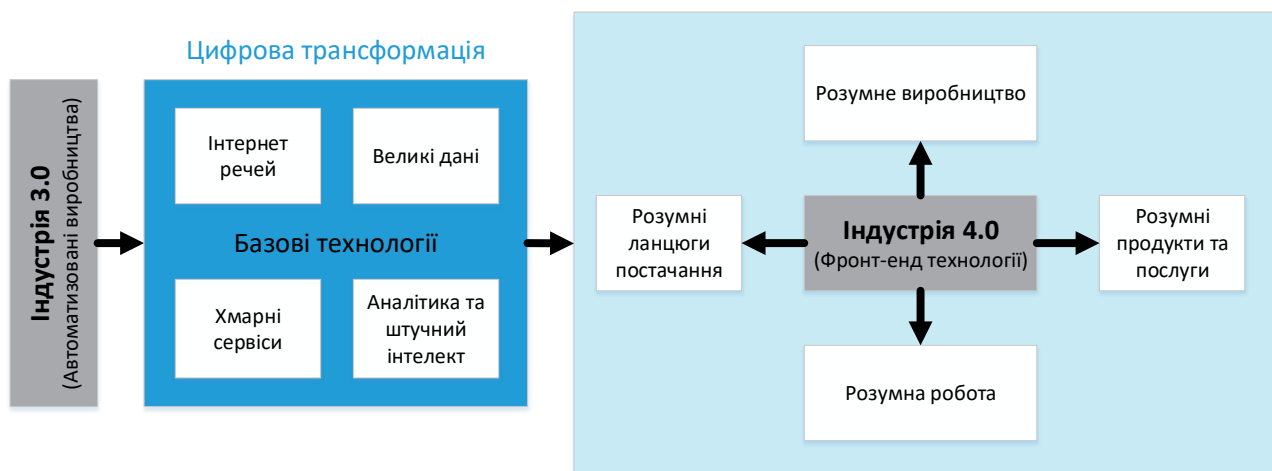 Індустрія 3.0
(Автоматизовані виробництва)
Цифрова трансформація
Інтернет
речей
Великі дані
Базові технології
Хмарні
сервіси
Аналітика та
штучний
інтелект
Розумне виробництво
Розумні
ланцюги
постачання
Індустрія 4.0
(Фронт-енд технології)
Розумні
продукти та
послуги
Розумна робота